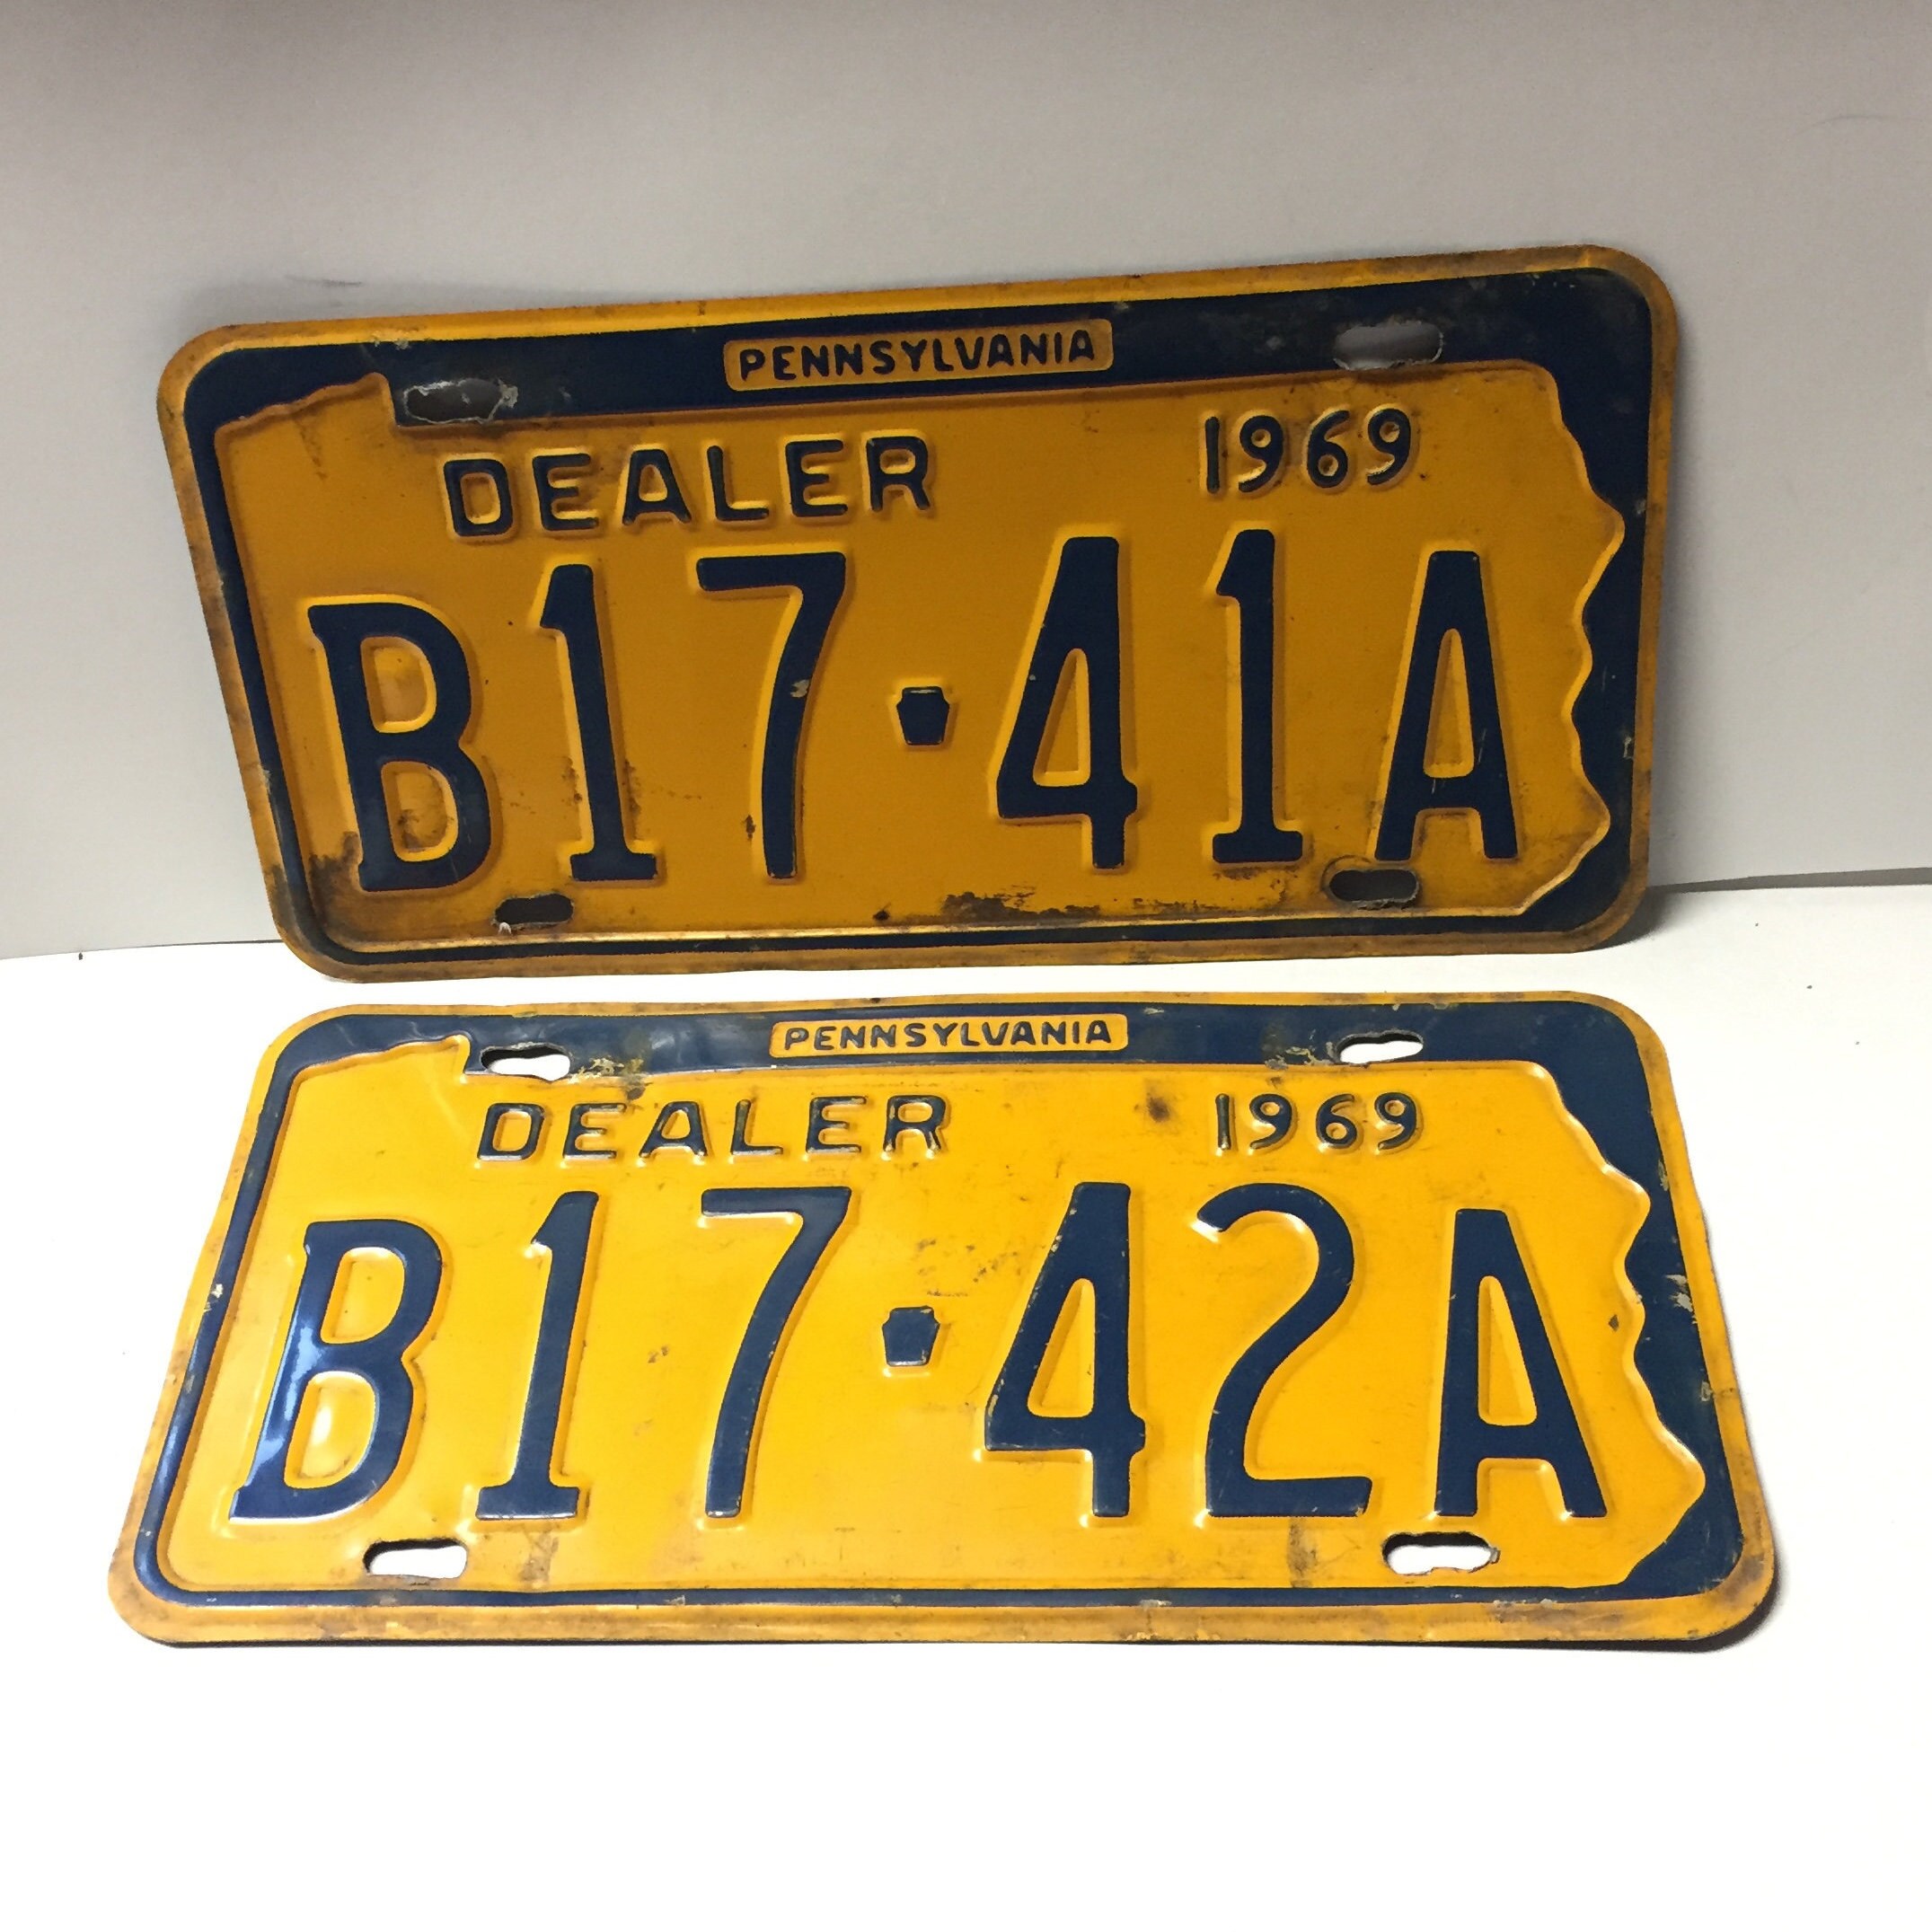 PENNSYLVANIA
DEALER 1969
B17·41A
PENNSYLVANIA
DEALER 1969
B17·42A